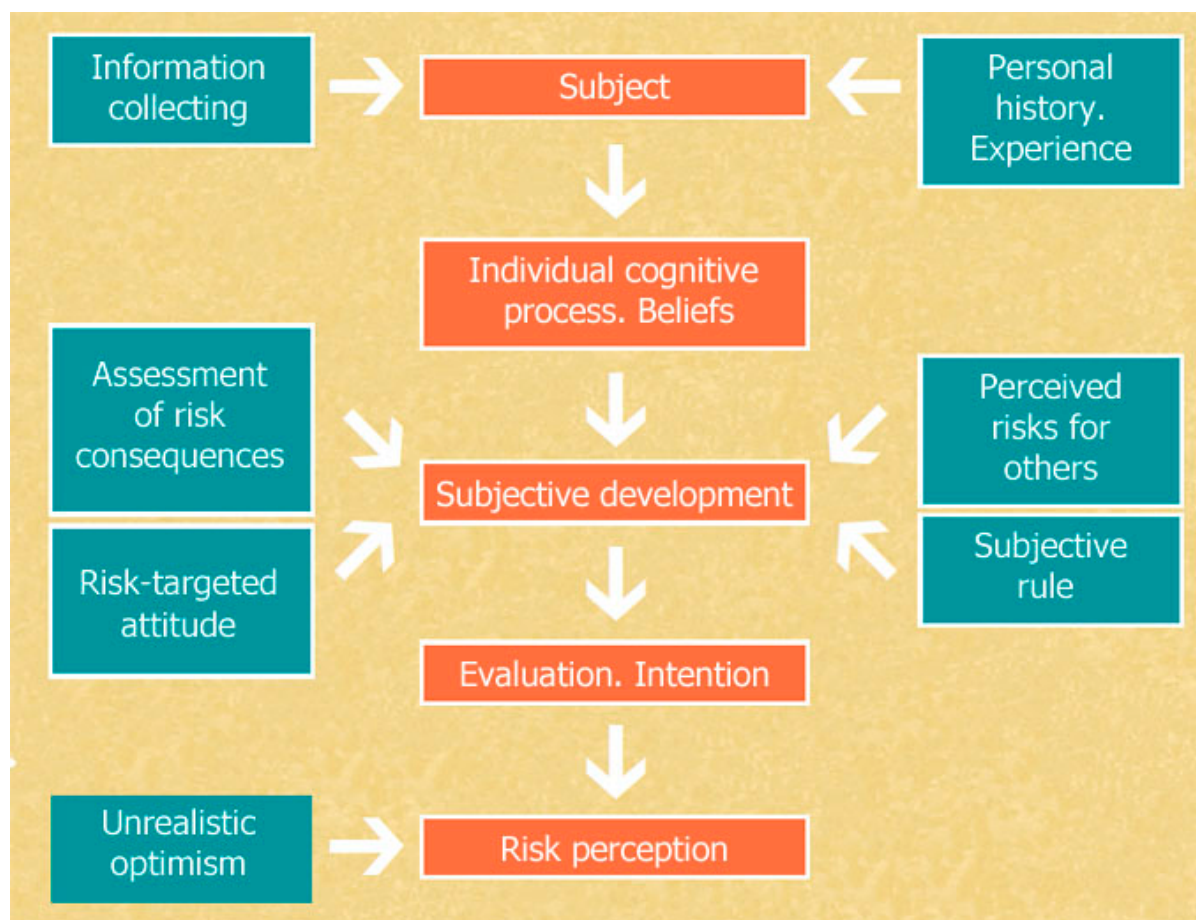 Information
collecting
Subject
Personal
history.
Experience
Individual cognitive
process. Beliefs
Assessment
of risk
consequences
Perceived
risks for
others
Subjective development
Risk-targeted
attitude
Subjective
rule
Evaluation. Intention
Unrealistic
optimism
Risk perception